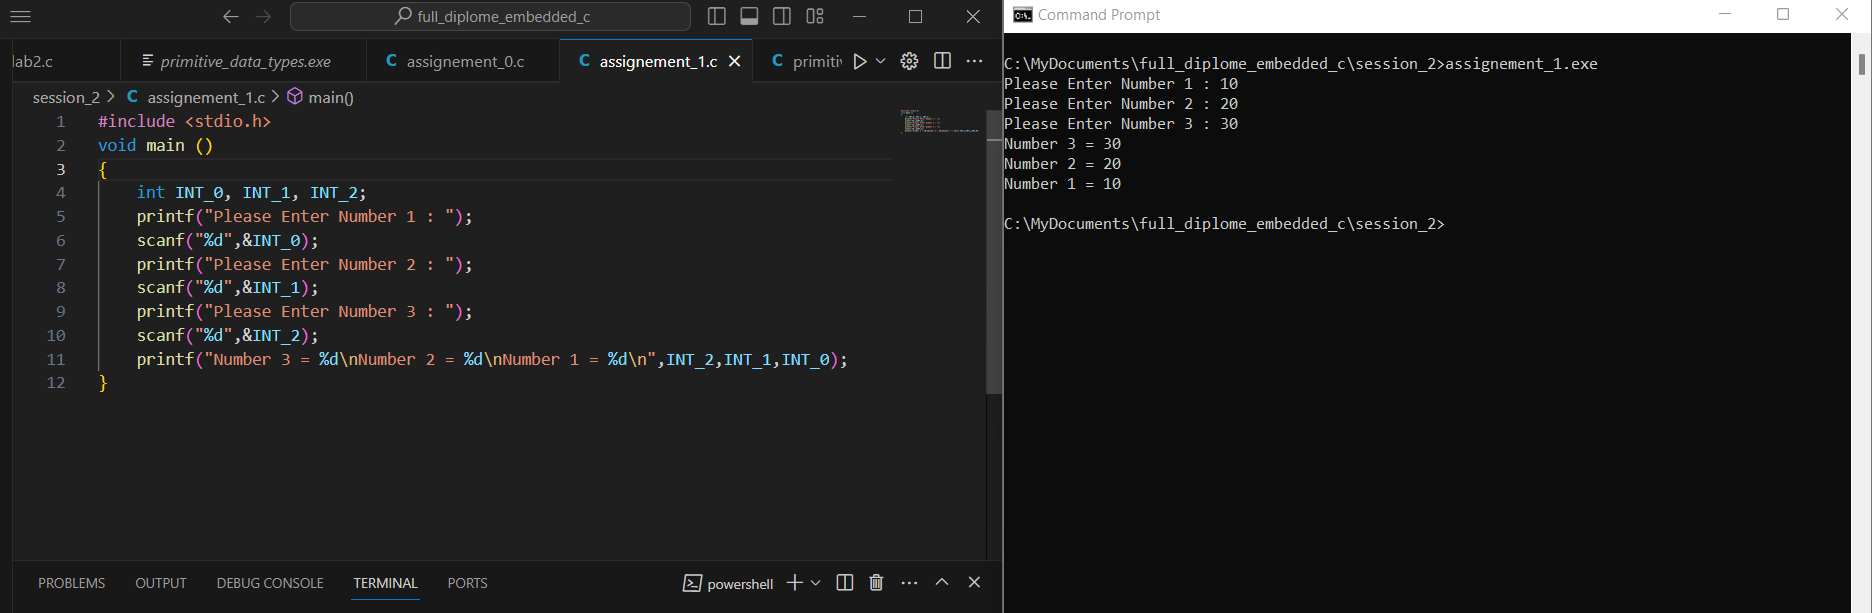 full_diplome_embedded_c
lab2.c
primitive_data_types.exe
C assignement_0.c
C assignement_1.c
C primitiv
session_2 > C assignement_1.c > main()
1 #include <stdio.h>
2 void main ()
3 {
4 int INT_0, INT_1, INT_2;
5 printf("Please Enter Number 1 : ");
6 scanf("%d",&INT_0);
7 printf("Please Enter Number 2 : ");
8 scanf("%d",&INT_1);
9 printf("Please Enter Number 3 : ");
10 scanf("%d",&INT_2);
11 printf("Number 3 = %d\nNumber 2 = %d\nNumber 1 = %d\n",INT_2,INT_1,INT_0);
12 }
PROBLEMS OUTPUT DEBUG CONSOLE TERMINAL PORTS
powershell
Command Prompt
C:\MyDocuments\full_diplome_embedded_c\session_2>assignement_1.exe
Please Enter Number 1 : 10
Please Enter Number 2 : 20
Please Enter Number 3 : 30
Number 3 = 30
Number 2 = 20
Number 1 = 10
C:\MyDocuments\full_diplome_embedded_c\session_2>